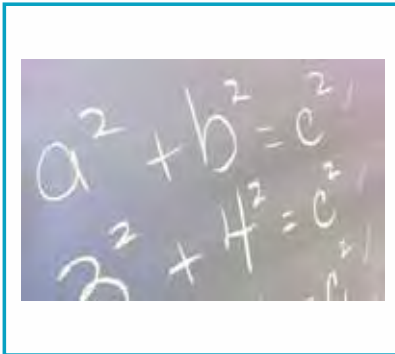 a² + b² = c²
3² + 4² = c²